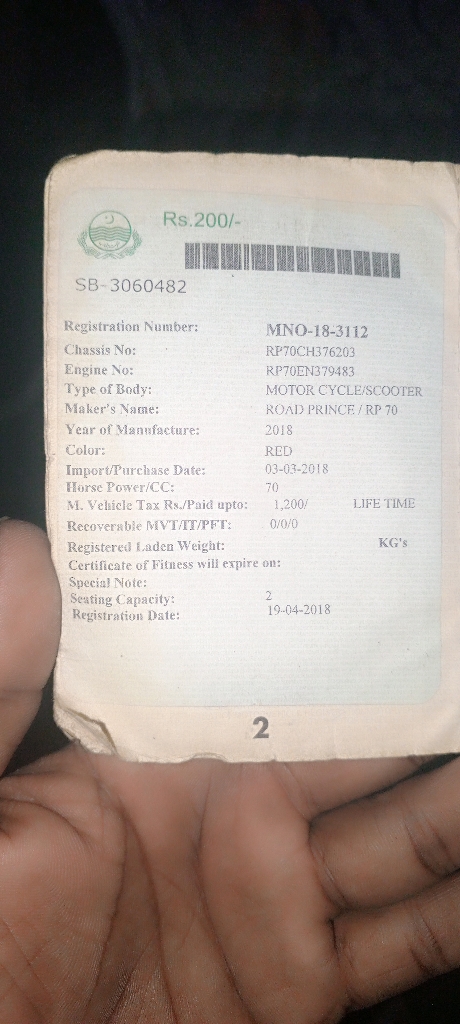 Rs.200/-
SB-3060482
Registration Number: MNO-18-3112
Chassis No: RP70CH376203
Engine No: RP70EN379483
Type of Body: MOTOR CYCLE/SCOOTER
Maker's Name: ROAD PRINCE / RP 70
Year of Manufacture: 2018
Color: RED
Import/Purchase Date: 03-03-2018
Horse Power/CC: 70
M. Vehicle Tax Rs./Paid upto: 1,200/ LIFE TIME
Recoverable MVT/IT/PFT: 0/0/0
Registered Laden Weight: KG's
Certificate of Fitness will expire on:
Special Note:
Seating Capacity: 2
Registration Date: 19-04-2018
2